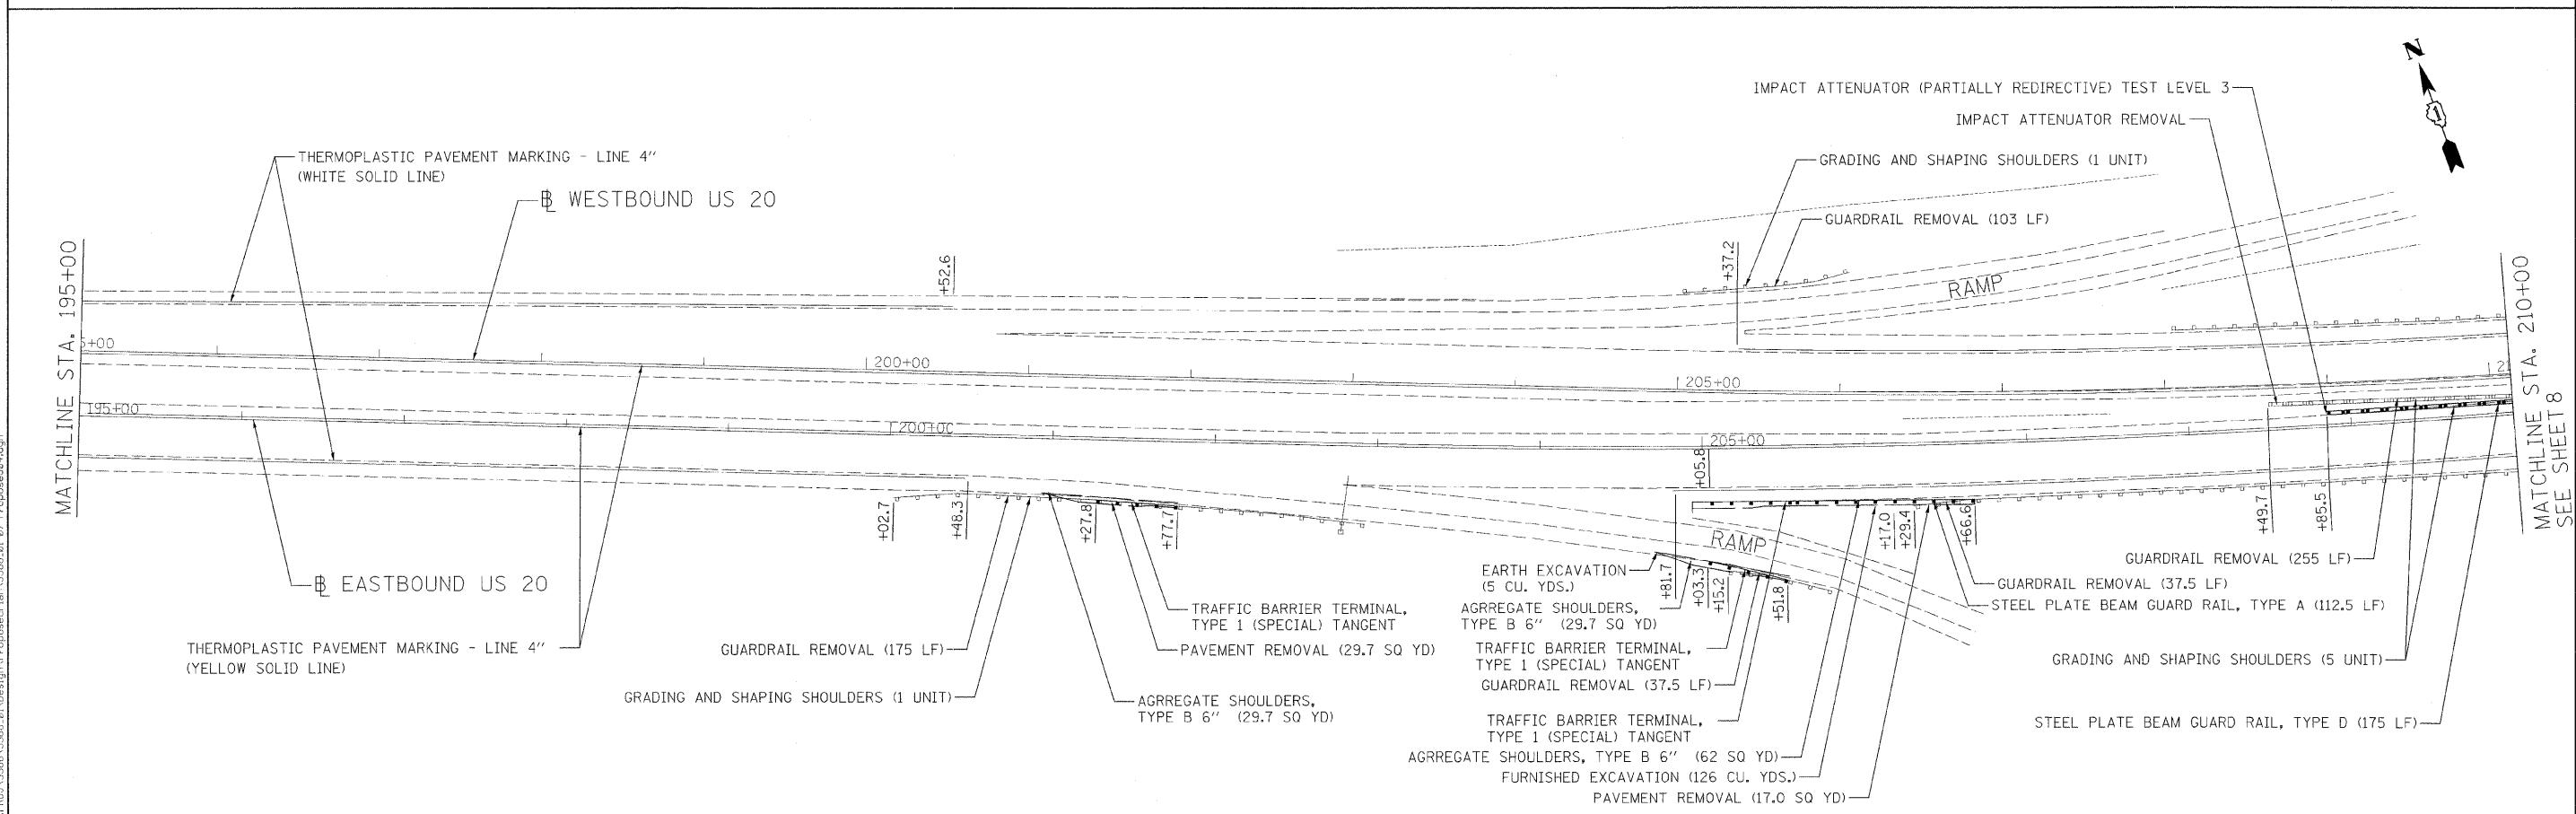 N
1
IMPACT ATTENUATOR (PARTIALLY REDIRECTIVE) TEST LEVEL 3
IMPACT ATTENUATOR REMOVAL
THERMOPLASTIC PAVEMENT MARKING - LINE 4"
(WHITE SOLID LINE)
GRADING AND SHAPING SHOULDERS (1 UNIT)
BL WESTBOUND US 20
GUARDRAIL REMOVAL (103 LF)
+52.6
+37.2
RAMP
MATCHLINE STA. 195+00
MATCHLINE STA. 210+00
SEE SHEET 8
5+00
200+00
205+00
21
195+00
200+00
205+00
+05.8
+02.7
+48.3
+27.8
+77.7
+17.0
+29.4
+66.6
+49.7
+85.5
RAMP
+81.7
+03.3
+15.2
+51.8
BL EASTBOUND US 20
EARTH EXCAVATION
(5 CU. YDS.)
GUARDRAIL REMOVAL (255 LF)
GUARDRAIL REMOVAL (37.5 LF)
STEEL PLATE BEAM GUARD RAIL, TYPE A (112.5 LF)
TRAFFIC BARRIER TERMINAL,
TYPE 1 (SPECIAL) TANGENT
AGRREGATE SHOULDERS,
TYPE B 6" (29.7 SQ YD)
THERMOPLASTIC PAVEMENT MARKING - LINE 4"
(YELLOW SOLID LINE)
GUARDRAIL REMOVAL (175 LF)
PAVEMENT REMOVAL (29.7 SQ YD)
TRAFFIC BARRIER TERMINAL,
TYPE 1 (SPECIAL) TANGENT
GRADING AND SHAPING SHOULDERS (5 UNIT)
GUARDRAIL REMOVAL (37.5 LF)
GRADING AND SHAPING SHOULDERS (1 UNIT)
AGRREGATE SHOULDERS,
TYPE B 6" (29.7 SQ YD)
TRAFFIC BARRIER TERMINAL,
TYPE 1 (SPECIAL) TANGENT
STEEL PLATE BEAM GUARD RAIL, TYPE D (175 LF)
AGRREGATE SHOULDERS, TYPE B 6" (62 SQ YD)
FURNISHED EXCAVATION (126 CU. YDS.)
PAVEMENT REMOVAL (17.0 SQ YD)